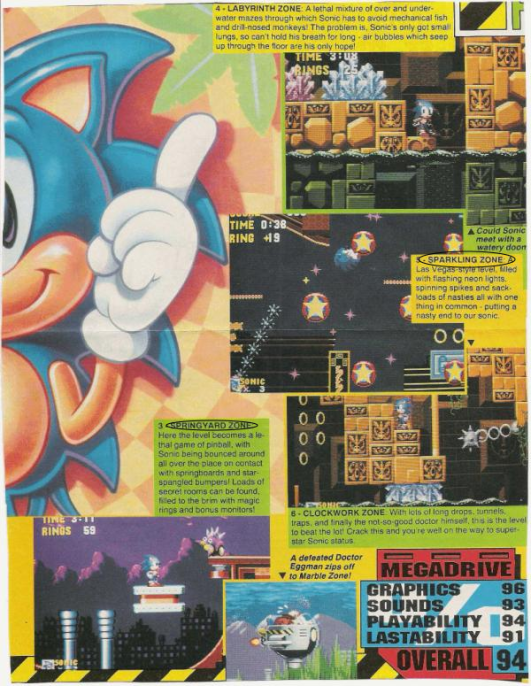 4 - LABYRINTH ZONE: A lethal mixture of over and under-
water mazes through which Sonic has to avoid mechanical fish
and drill-nosed monkeys! The problem is, Sonic's only got small
lungs, so can't hold his breath for long - air bubbles which seep
up through the floor are his only hope!
TIME 3:08
RINGS 25
▲ Could Sonic
meet with a
watery doom
TIME 0:38
RING +19
SONIC
x 3
SPARKLING ZONE
Las Vegas-style level, filled
with flashing neon lights,
spinning spikes and sack-
loads of nasties all with one
thing in common - putting a
nasty end to our sonic.
▼
3 SPRINGYARD ZONE
Here the level becomes a le-
thal game of pinball, with
Sonic being bounced around
all over the place on contact
with springboards and star-
spangled bumpers! Loads of
secret rooms can be found,
filled to the brim with magic
rings and bonus monitors!
6 - CLOCKWORK ZONE: With lots of long drops, tunnels,
traps, and finally the not-so-good doctor himself, this is the level
to beat the lot! Crack this and you're well on the way to super-
star Sonic status.
TIME 3:11
RINGS 59
SONIC
A defeated Doctor
Eggman zips off
▼ to Marble Zone!
MEGADRIVE
GRAPHICS 96
SOUNDS 93
PLAYABILITY 94
LASTABILITY 91
OVERALL 94